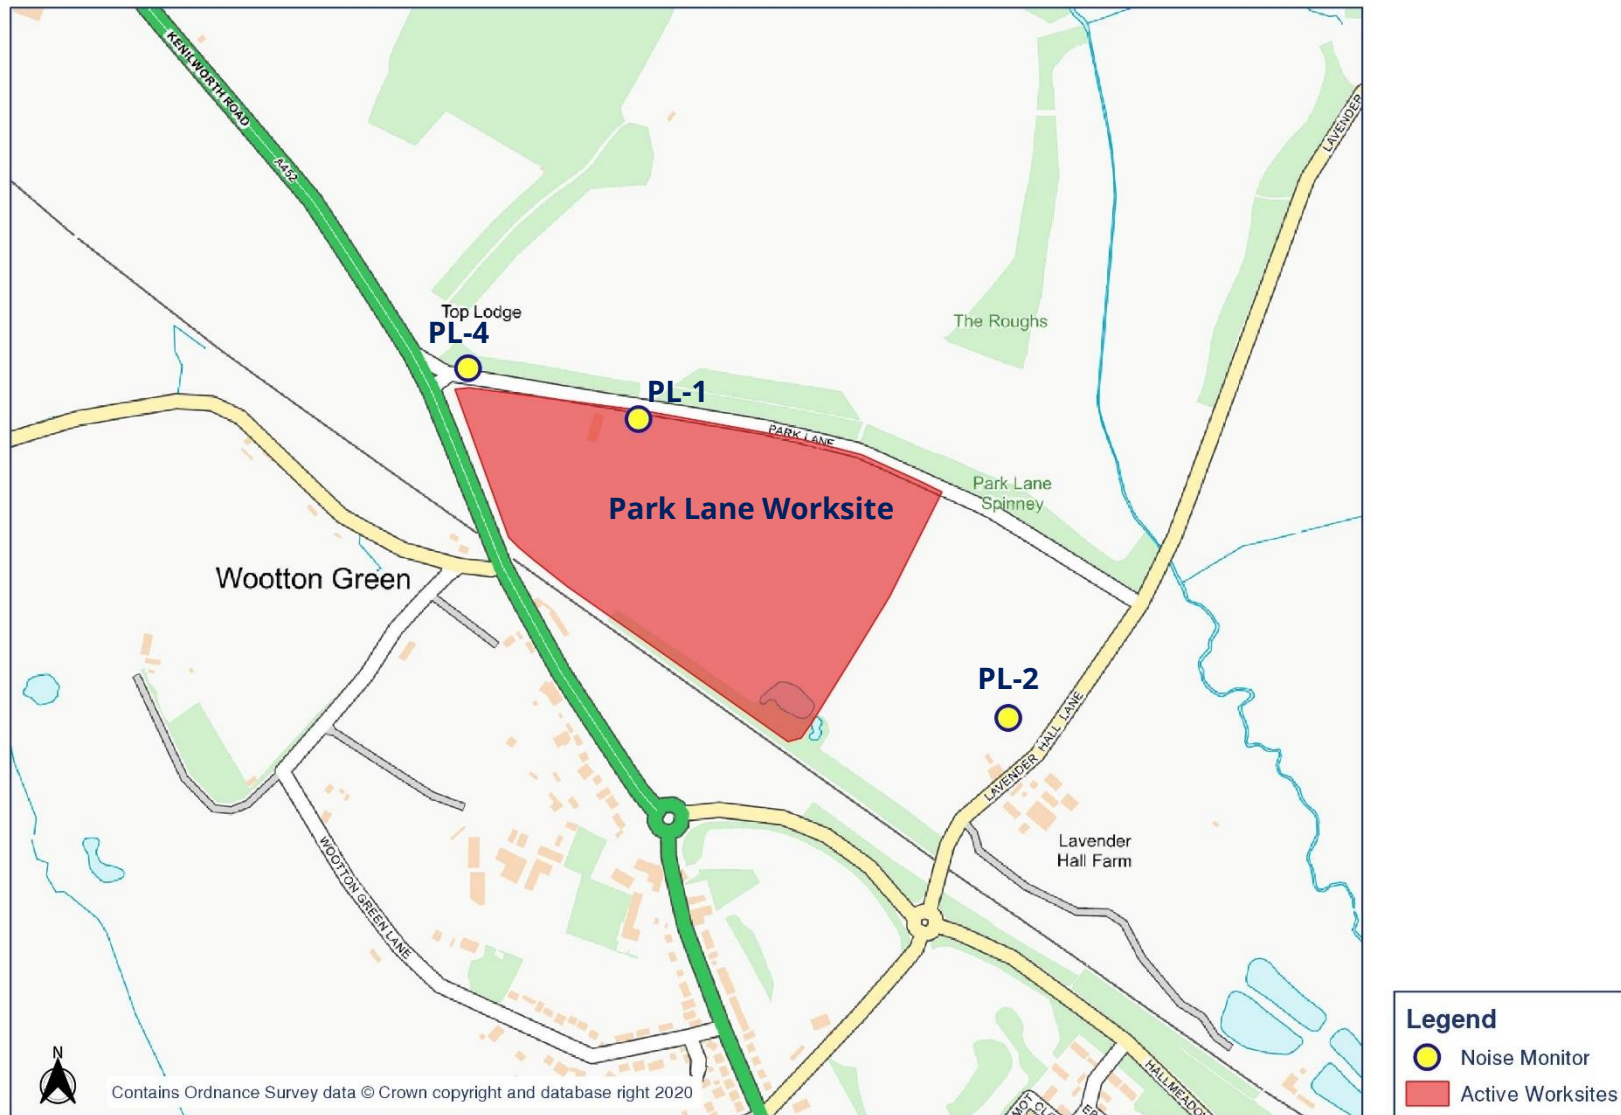 KENILWORTH ROAD
A452
LAVENDER
Top Lodge
PL-4
The Roughs
PL-1
PARK LANE
Park Lane
Spinney
Park Lane Worksite
Wootton Green
PL-2
LAVENDER HALL LANE
Lavender
Hall Farm
WOOTTON GREEN LANE
HALLMEADOW
N
Contains Ordnance Survey data © Crown copyright and database right 2020
Legend
Noise Monitor
Active Worksites